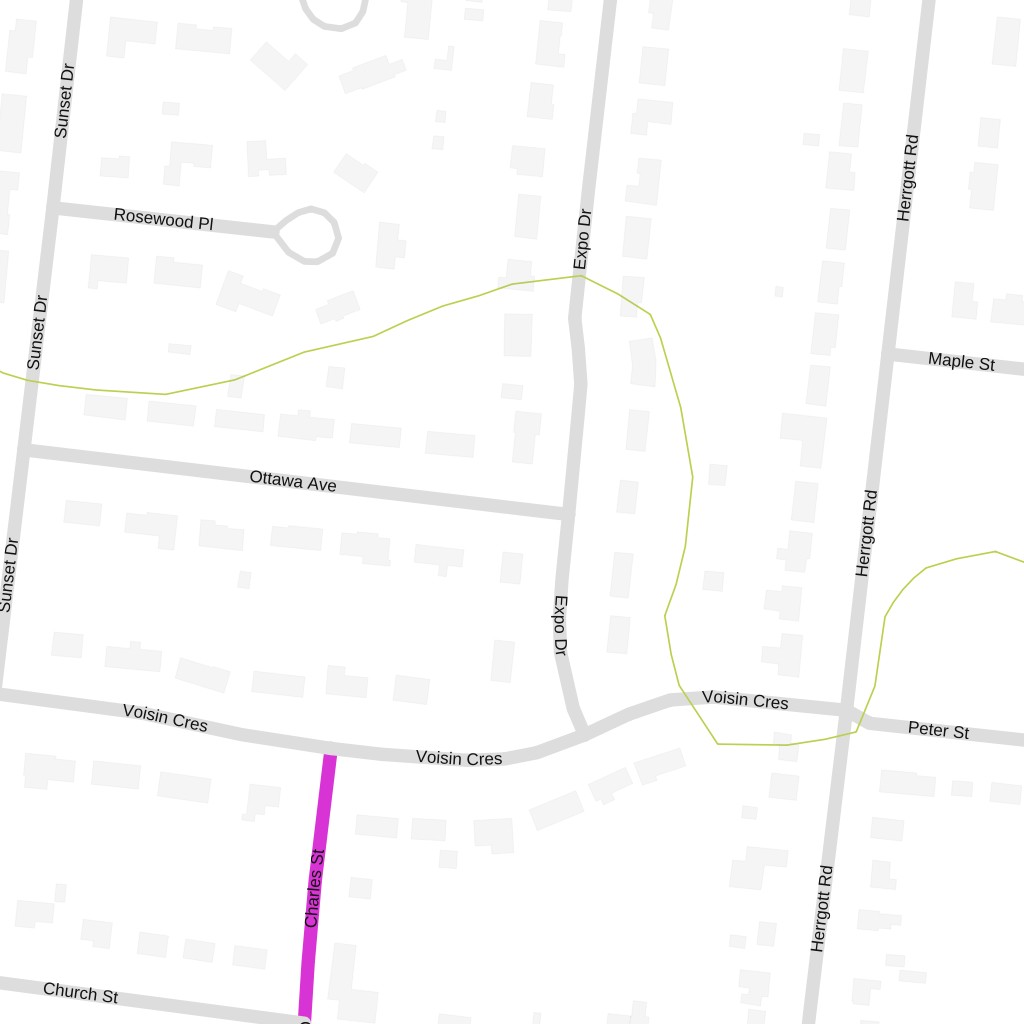 Sunset Dr
Herrgott Rd
Rosewood Pl
Expo Dr
Sunset Dr
Maple St
Ottawa Ave
Herrgott Rd
Sunset Dr
Expo Dr
Voisin Cres
Voisin Cres
Peter St
Voisin Cres
Charles St
Herrgott Rd
Church St